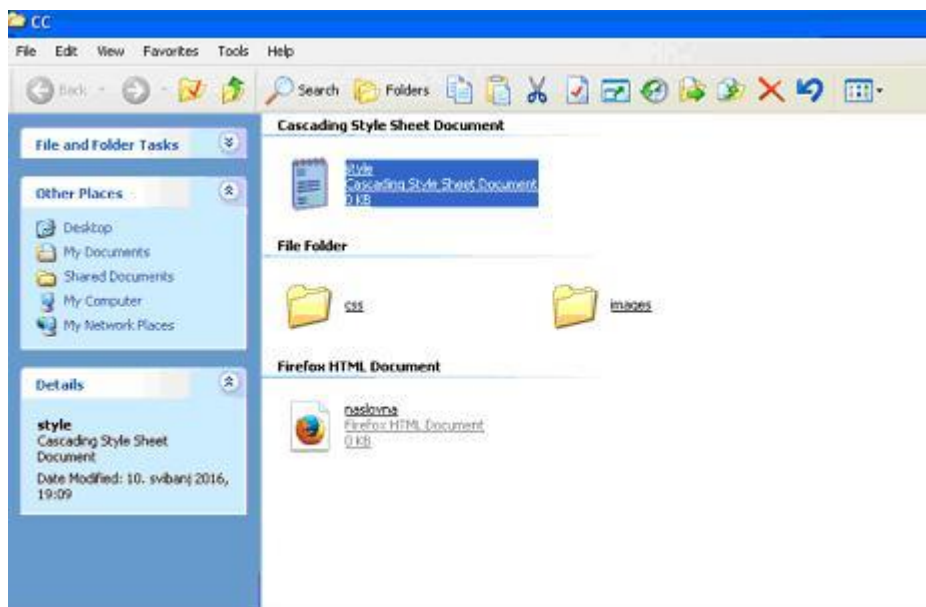 CC
File Edit View Favorites Tools Help
Back Search Folders
File and Folder Tasks
Other Places
Desktop
My Documents
Shared Documents
My Computer
My Network Places
Details
style
Cascading Style Sheet
Document
Date Modified: 10. svibanj 2016,
19:09
Cascading Style Sheet Document
style
Cascading Style Sheet Document
0 KB
File Folder
css images
Firefox HTML Document
naslovna
Firefox HTML Document
0 KB